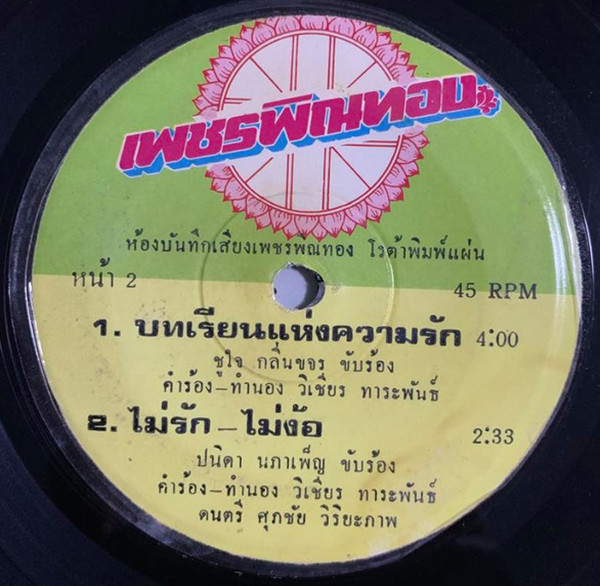 เพชรพิณทอง
ห้องบันทึกเสียงเพชรพิณทอง โรต้าพิมพ์แผ่น
หน้า 2
45 RPM
1. บทเรียนแห่งความรัก 4:00
ชูใจ กลิ่นขจร ขับร้อง
คำร้อง-ทำนอง วิเชียร ทาระพันธ์
2. ไม่รัก-ไม่ง้อ 2:33
ปนิดา นภาเพ็ญ ขับร้อง
คำร้อง-ทำนอง วิเชียร ทาระพันธ์
ดนตรี ศุภชัย วิริยะภาพ